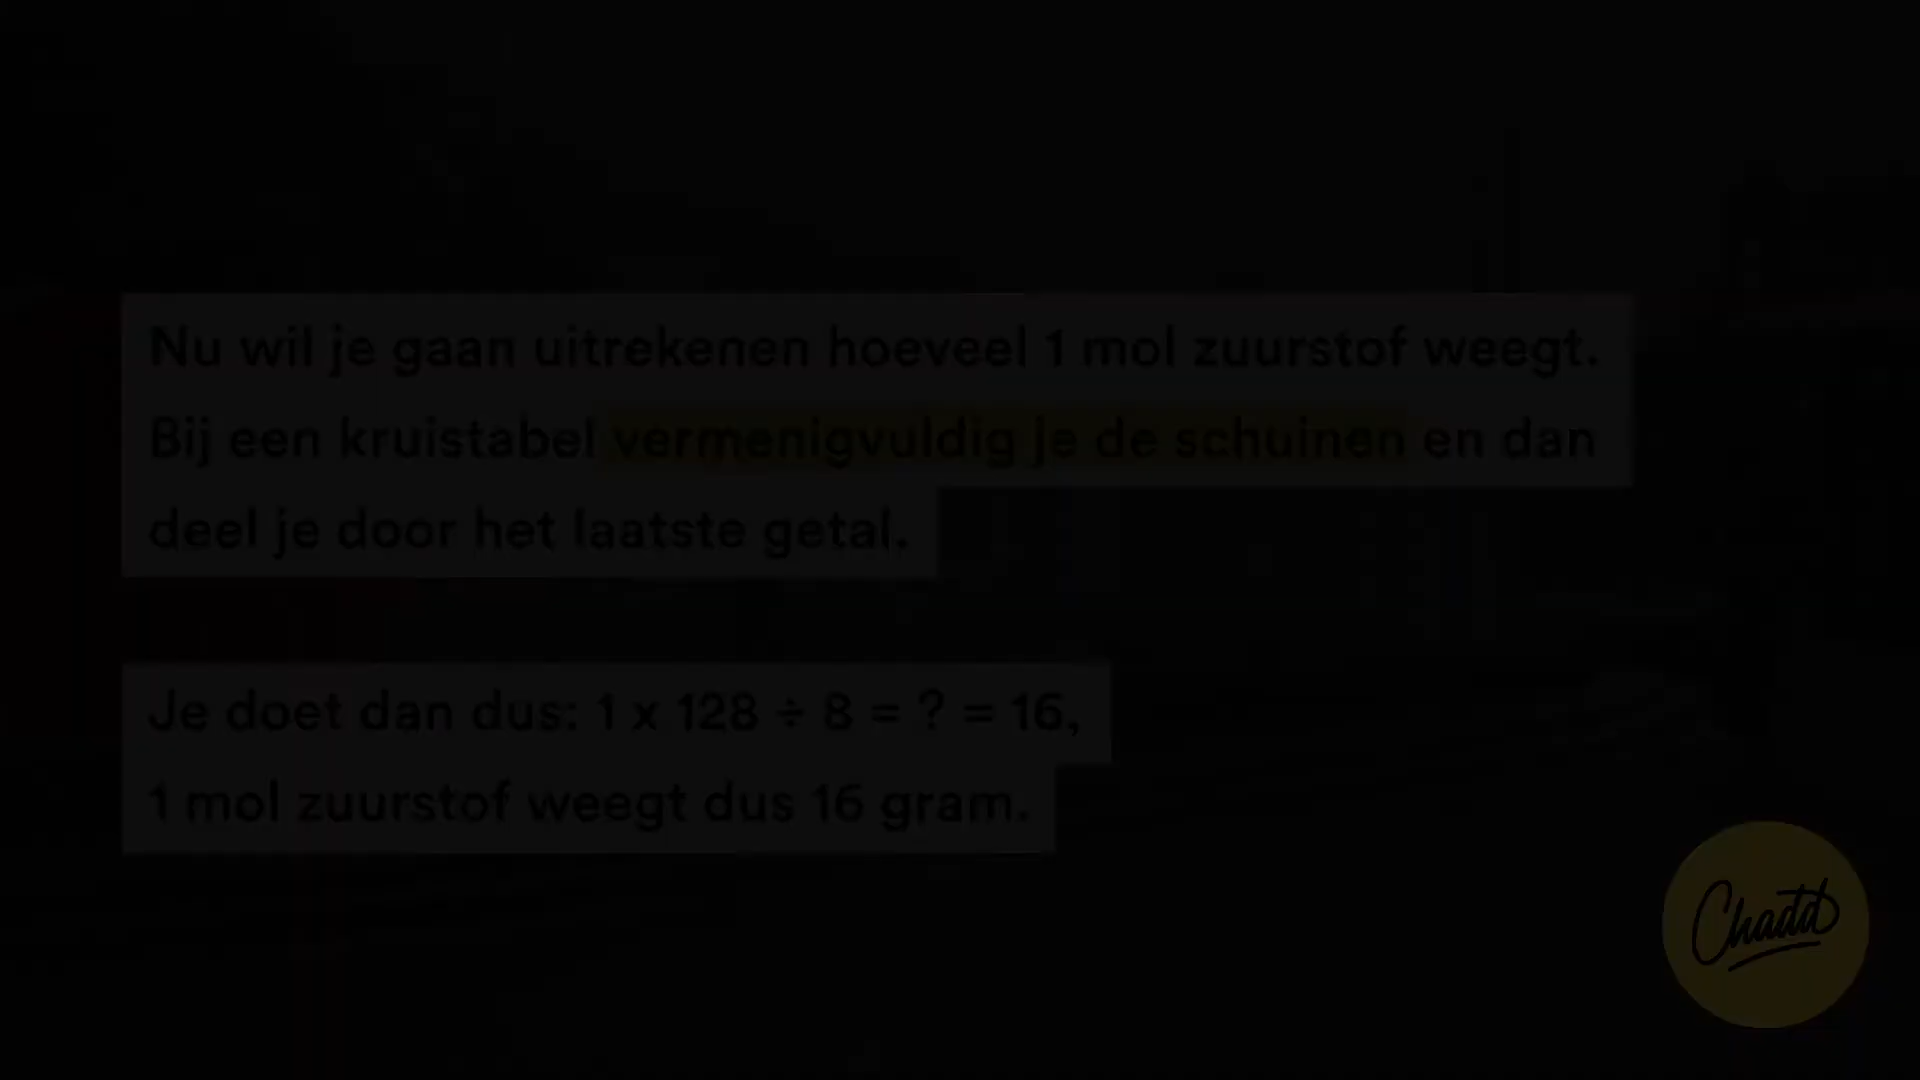 Nu wil je gaan uitrekenen hoeveel 1 mol zuurstof weegt.
Bij een kruistabel vermenigvuldig je de schuinen en dan
deel je door het laatste getal.
Je doet dan dus: 1 x 128 ÷ 8 = ? = 16,
1 mol zuurstof weegt dus 16 gram.
Chadd